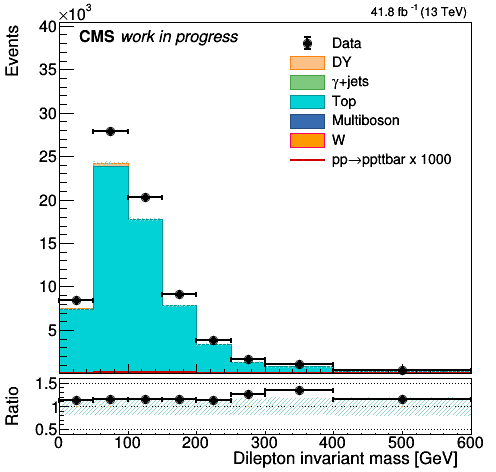 ×10³
41.8 fb⁻¹ (13 TeV)
CMS work in progress
Events
40
35
30
25
20
15
10
5
Data
DY
γ+jets
Top
Multiboson
W
pp→ppttbar x 1000
Ratio
1.5
1
0.5
0 100 200 300 400 500 600
Dilepton invariant mass [GeV]